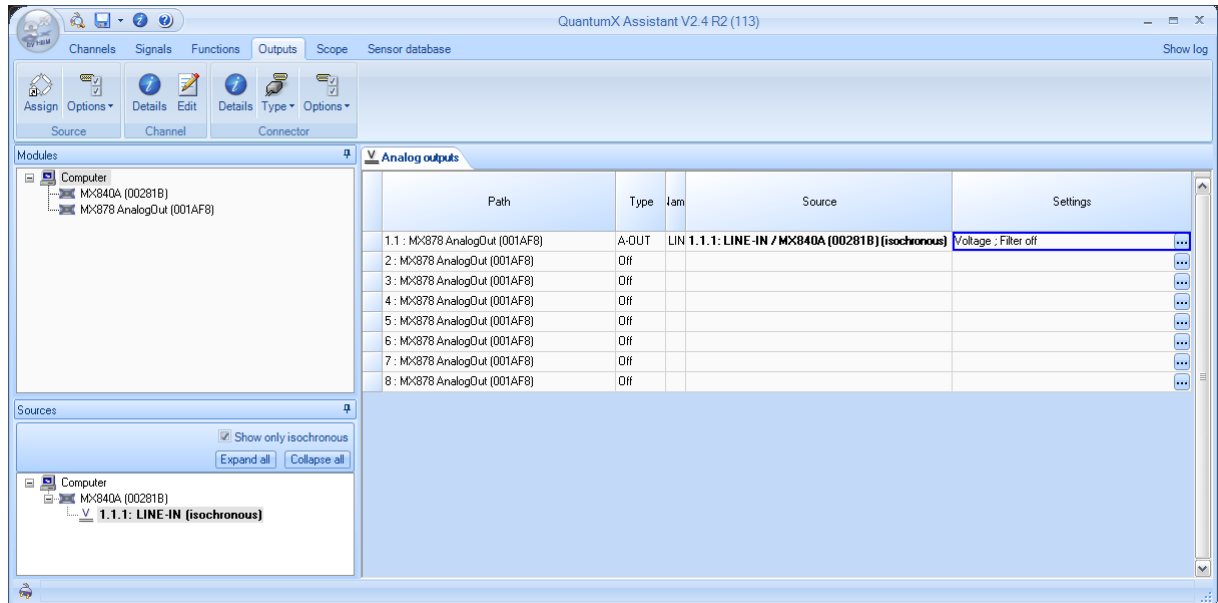 QuantumX Assistant V2.4 R2 (113)
Channels Signals Functions Outputs Scope Sensor database Show log
Assign Options Details Edit Details Type Options
Source Channel Connector
Modules
Computer
MX840A (00281B)
MX878 AnalogOut (001AF8)
Sources
Show only isochronous
Expand all Collapse all
Computer
MX840A (00281B)
V 1.1.1: LINE-IN (isochronous)
V Analog outputs
Path Type Nam Source Settings
1.1 : MX878 AnalogOut (001AF8) A-OUT LIN 1.1.1: LINE-IN / MX840A (00281B) (isochronous) Voltage ; Filter off ...
2 : MX878 AnalogOut (001AF8) Off ...
3 : MX878 AnalogOut (001AF8) Off ...
4 : MX878 AnalogOut (001AF8) Off ...
5 : MX878 AnalogOut (001AF8) Off ...
6 : MX878 AnalogOut (001AF8) Off ...
7 : MX878 AnalogOut (001AF8) Off ...
8 : MX878 AnalogOut (001AF8) Off ...